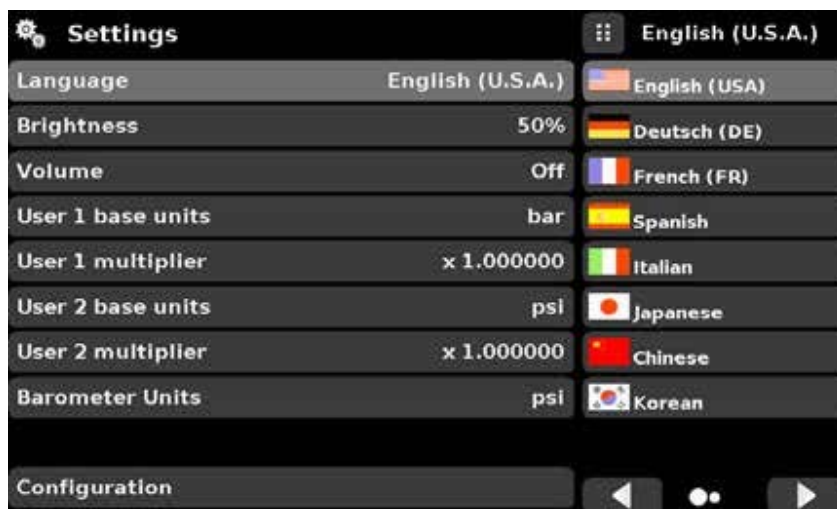 Settings
Language English (U.S.A.)
Brightness 50%
Volume Off
User 1 base units bar
User 1 multiplier x 1.000000
User 2 base units psi
User 2 multiplier x 1.000000
Barometer Units psi
Configuration
English (U.S.A.)
English (USA)
Deutsch (DE)
French (FR)
Spanish
Italian
Japanese
Chinese
Korean